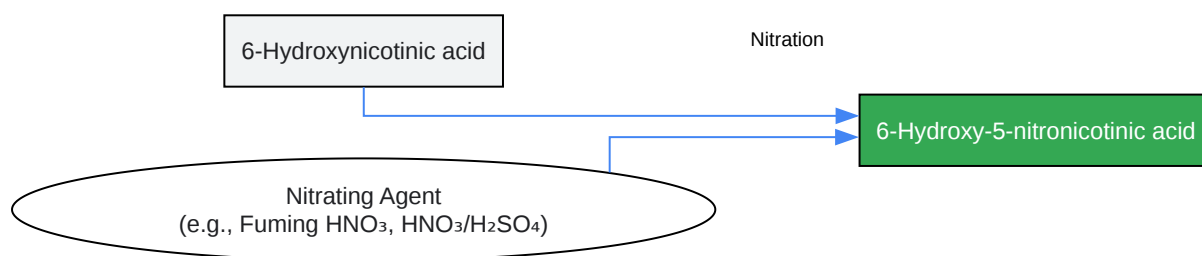 6-Hydroxynicotinic acid
Nitration
6-Hydroxy-5-nitronicotinic acid
Nitrating Agent
(e.g., Fuming HNO₃, HNO₃/H₂SO₄)